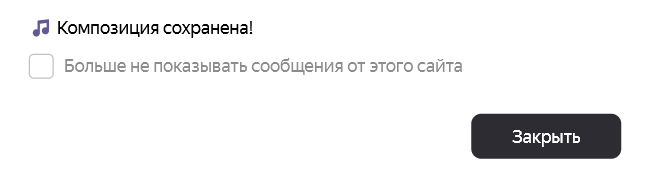 🎵 Композиция сохранена!
Больше не показывать сообщения от этого сайта
Закрыть